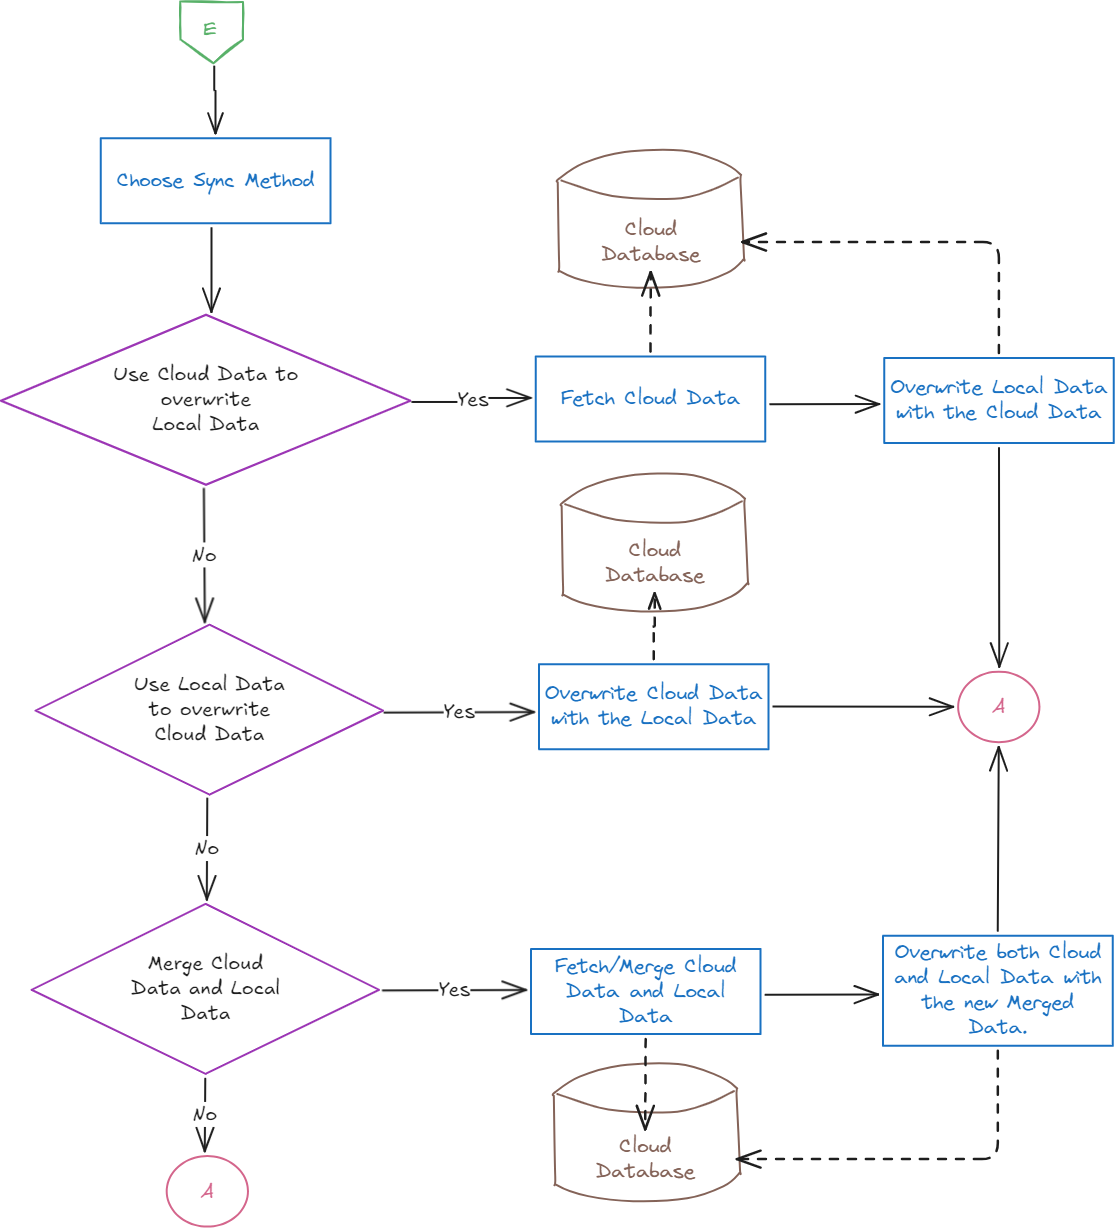 E
Choose Sync Method
Cloud
Database
Use Cloud Data to
overwrite
Local Data
Yes
Fetch Cloud Data
Overwrite Local Data
with the Cloud Data
No
Cloud
Database
Use Local Data
to overwrite
Cloud Data
Yes
Overwrite Cloud Data
with the Local Data
A
No
Merge Cloud
Data and Local
Data
Yes
Fetch/Merge Cloud
Data and Local
Data
Overwrite both Cloud
and Local Data with
the new Merged
Data.
No
Cloud
Database
A